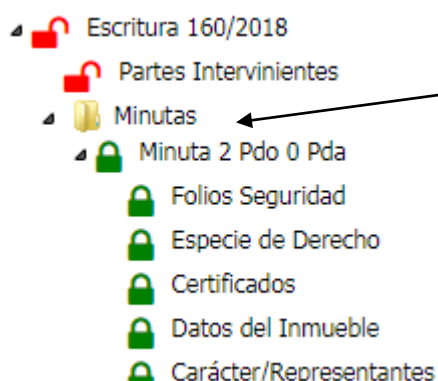 Escritura 160/2018
Partes Intervinientes
Minutas
Minuta 2 Pdo 0 Pda
Folios Seguridad
Especie de Derecho
Certificados
Datos del Inmueble
Carácter/Representantes